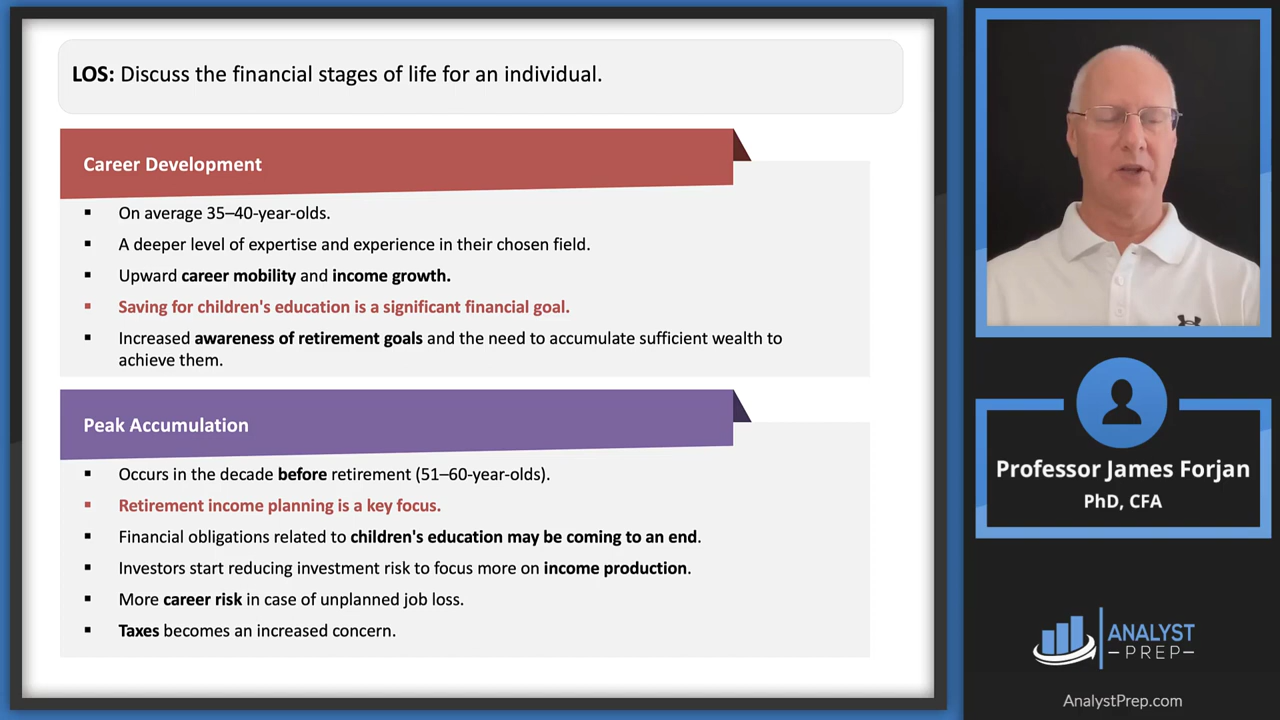 LOS: Discuss the financial stages of life for an individual.
Career Development
▪ On average 35–40-year-olds.
▪ A deeper level of expertise and experience in their chosen field.
▪ Upward career mobility and income growth.
▪ Saving for children's education is a significant financial goal.
▪ Increased awareness of retirement goals and the need to accumulate sufficient wealth to
achieve them.
Peak Accumulation
▪ Occurs in the decade before retirement (51–60-year-olds).
▪ Retirement income planning is a key focus.
▪ Financial obligations related to children's education may be coming to an end.
▪ Investors start reducing investment risk to focus more on income production.
▪ More career risk in case of unplanned job loss.
▪ Taxes becomes an increased concern.
Professor James Forjan
PhD, CFA
ANALYST
PREP
AnalystPrep.com